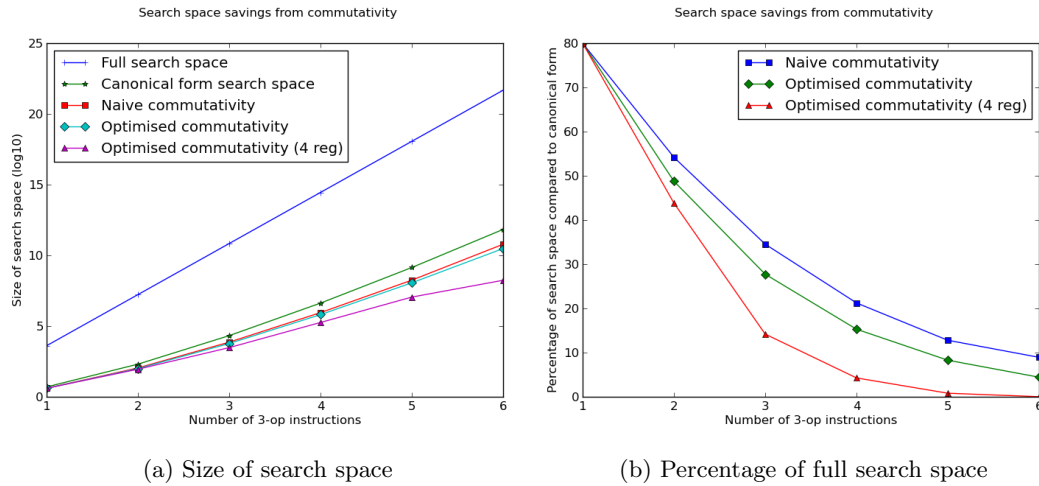 Search space savings from commutativity
25
20
15
10
5
0
1
2
3
4
5
6
Size of search space (log10)
Number of 3-op instructions
Full search space
Canonical form search space
Naive commutativity
Optimised commutativity
Optimised commutativity (4 reg)
(a) Size of search space
Search space savings from commutativity
80
70
60
50
40
30
20
10
0
1
2
3
4
5
6
Percentage of search space compared to canonical form
Number of 3-op instructions
Naive commutativity
Optimised commutativity
Optimised commutativity (4 reg)
(b) Percentage of full search space